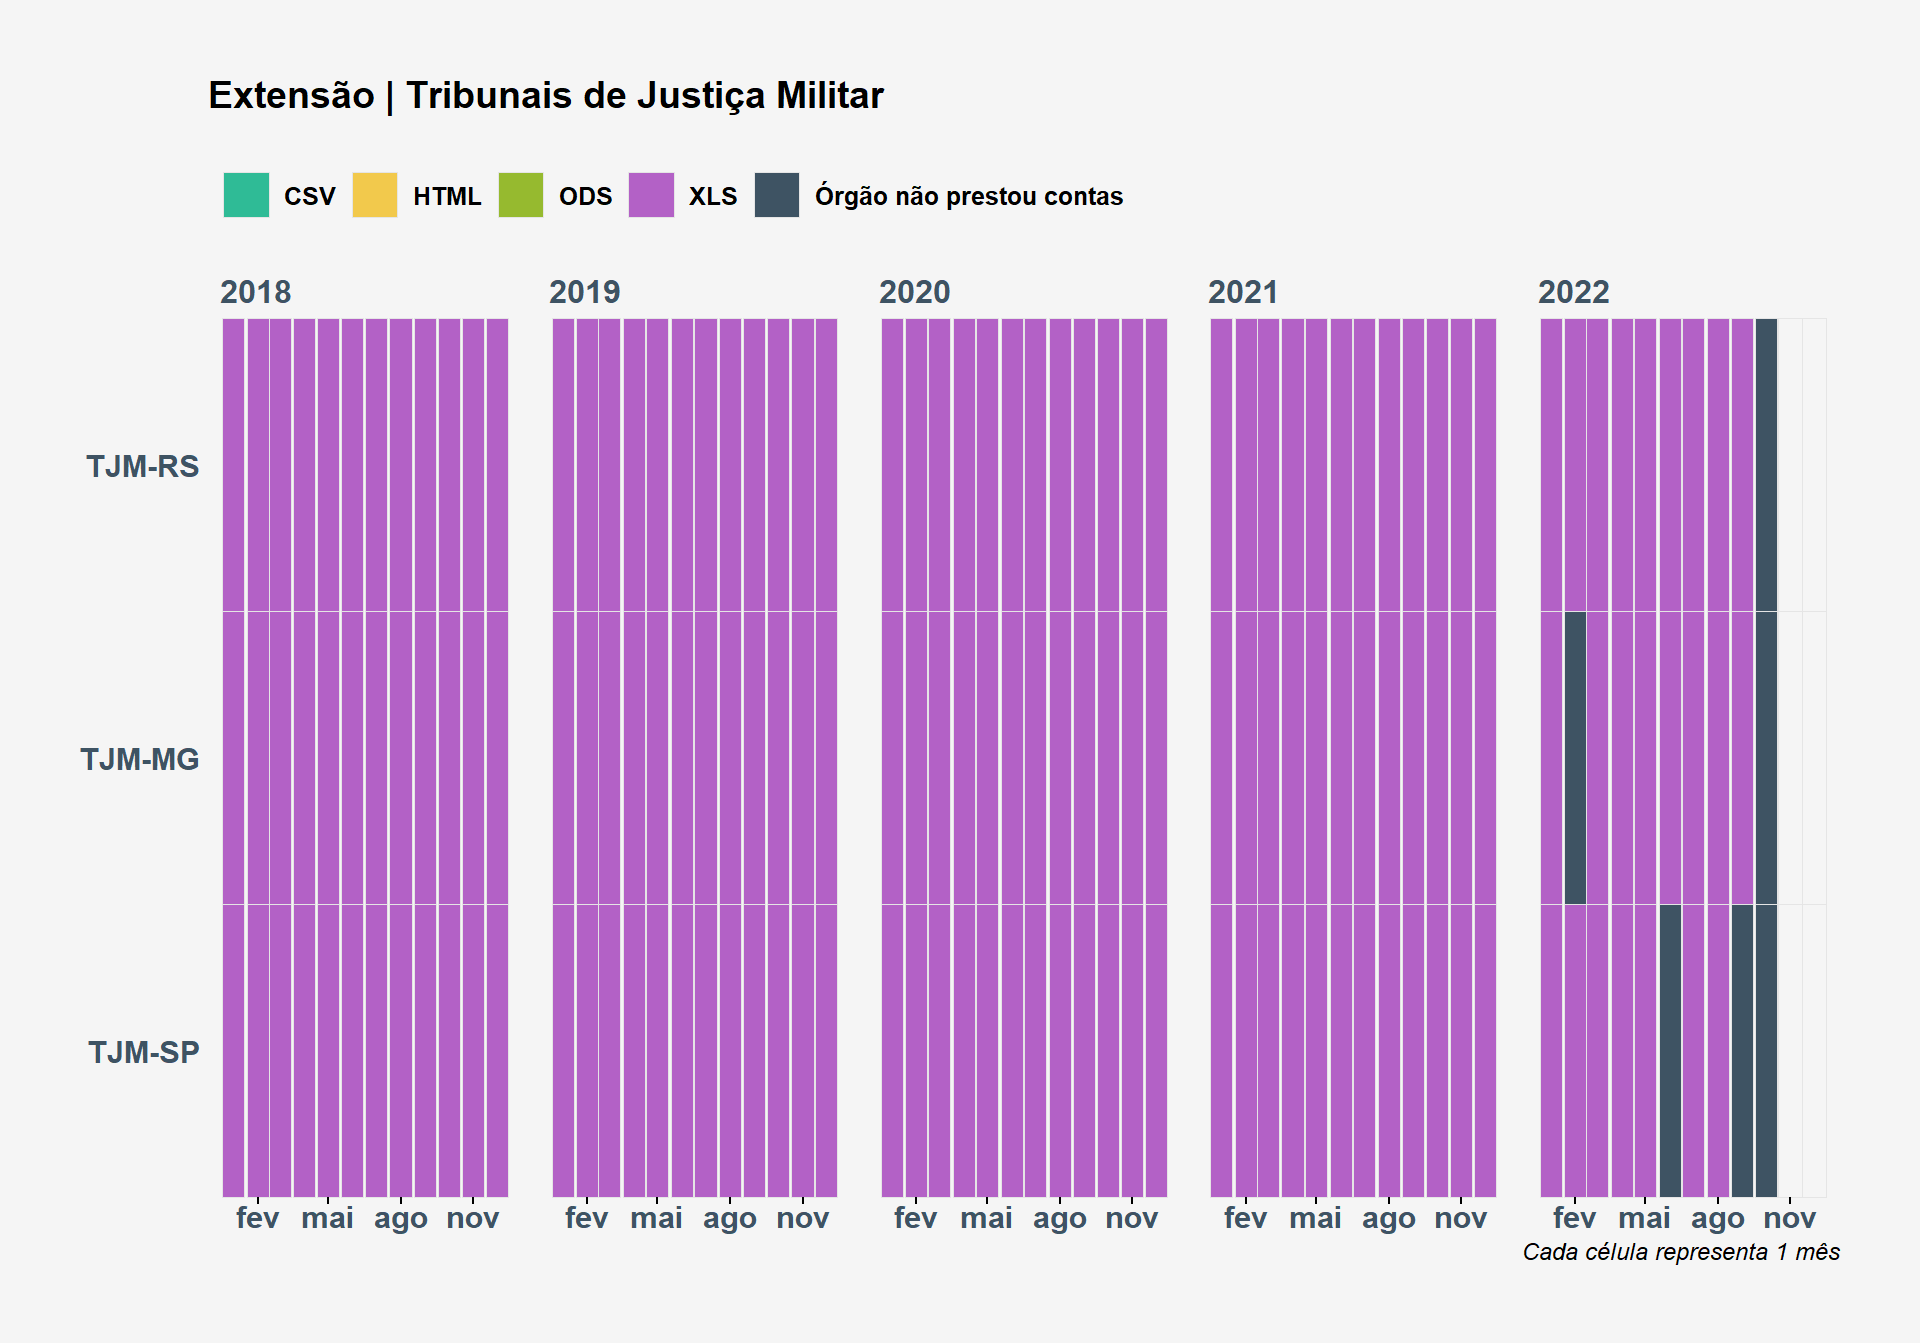 Extensão | Tribunais de Justiça Militar
CSV HTML ODS XLS Órgão não prestou contas
2018 2019 2020 2021 2022
TJM-RS
TJM-MG
TJM-SP
fev mai ago nov fev mai ago nov fev mai ago nov fev mai ago nov fev mai ago nov
Cada célula representa 1 mês